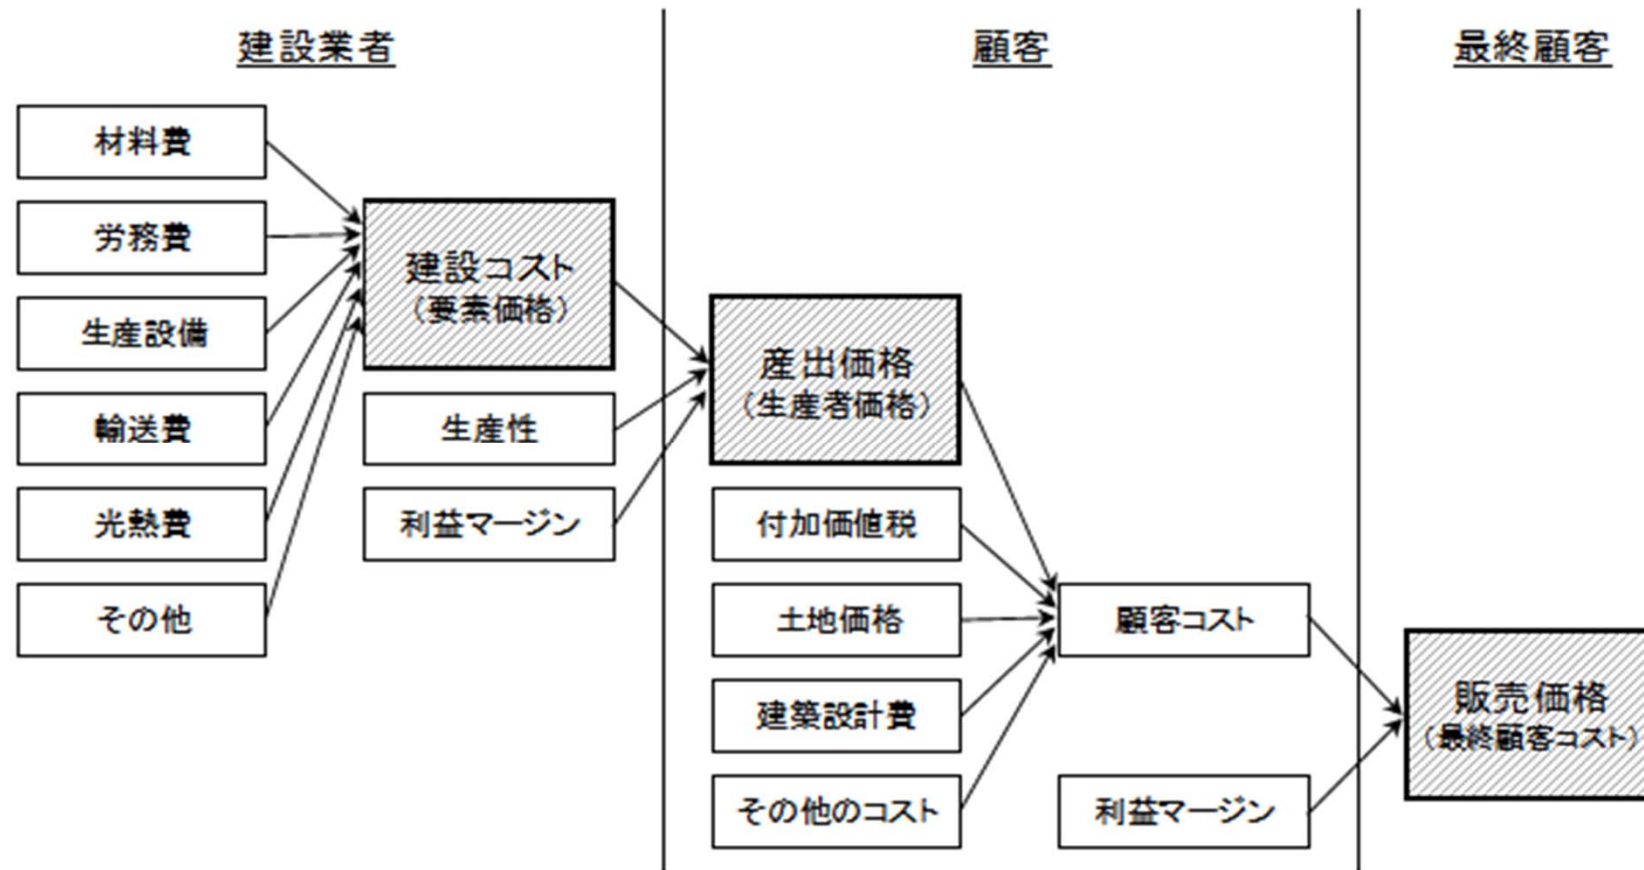 建設業者
顧客
最終顧客
材料費
労務費
生産設備
輸送費
光熱費
その他
建設コスト
（要素価格）
生産性
利益マージン
産出価格
（生産者価格）
付加価値税
土地価格
建築設計費
その他のコスト
顧客コスト
利益マージン
販売価格
（最終顧客コスト）